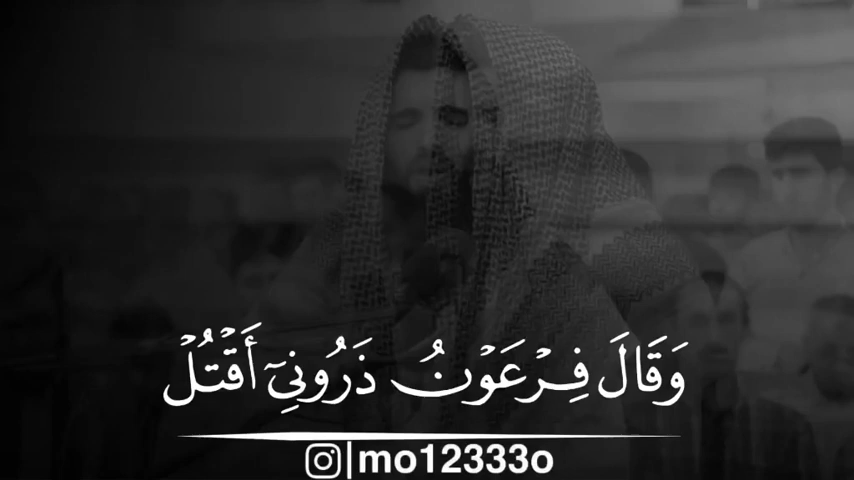 وَقَالَ فِرْعَوْنُ ذَرُونِيٓ أَقْتُلْ
mo12333o